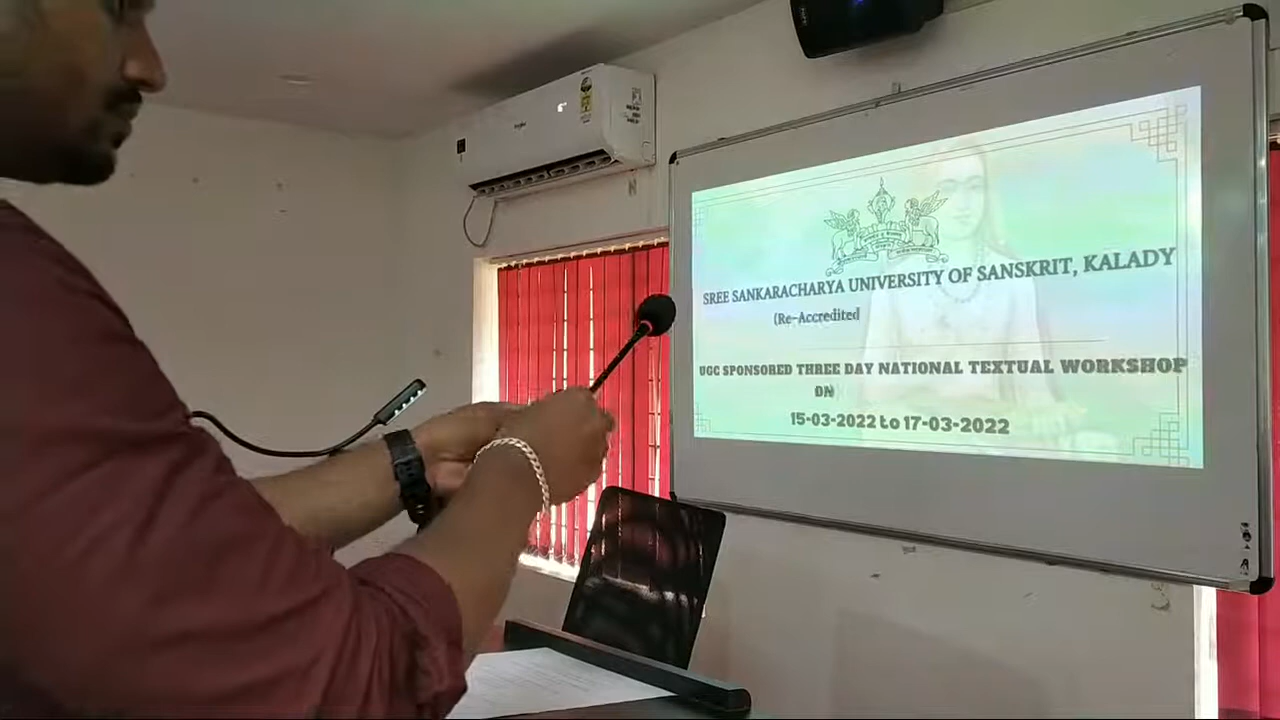 SREE SANKARACHARYA UNIVERSITY OF SANSKRIT, KALADY
(Re-Accredited
UGC SPONSORED THREE DAY NATIONAL TEXTUAL WORKSHOP
ON
15-03-2022 to 17-03-2022